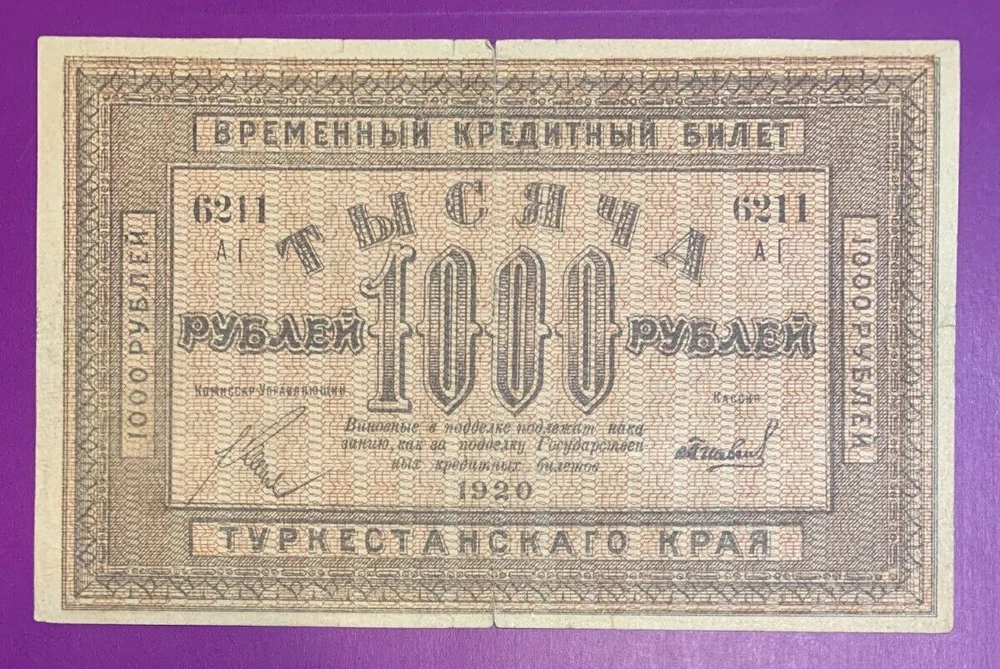 ВРЕМЕННЫЙ КРЕДИТНЫЙ БИЛЕТ
6211 6211
АГ АГ
ТЫСЯЧА
РУБЛЕЙ 1000 РУБЛЕЙ
1000 РУБЛЕЙ
1000 РУБЛЕЙ
Комиссар Управляющий Кассир
Виновные в подделке подлежат нака-
занию, как за подделку Государствен
ных кредитных билетов
1920
ТУРКЕСТАНСКАГО КРАЯ